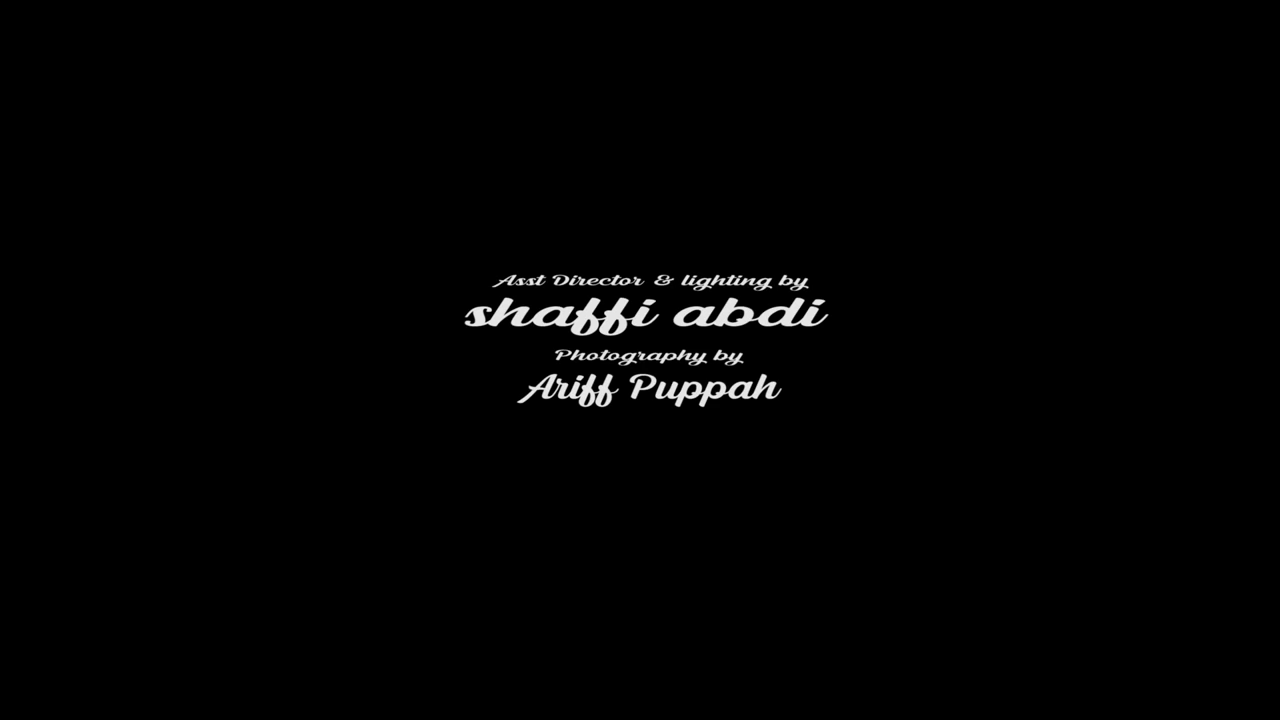 Asst Director & lighting by
shaffi abdi
Photography by
Ariff Puppah